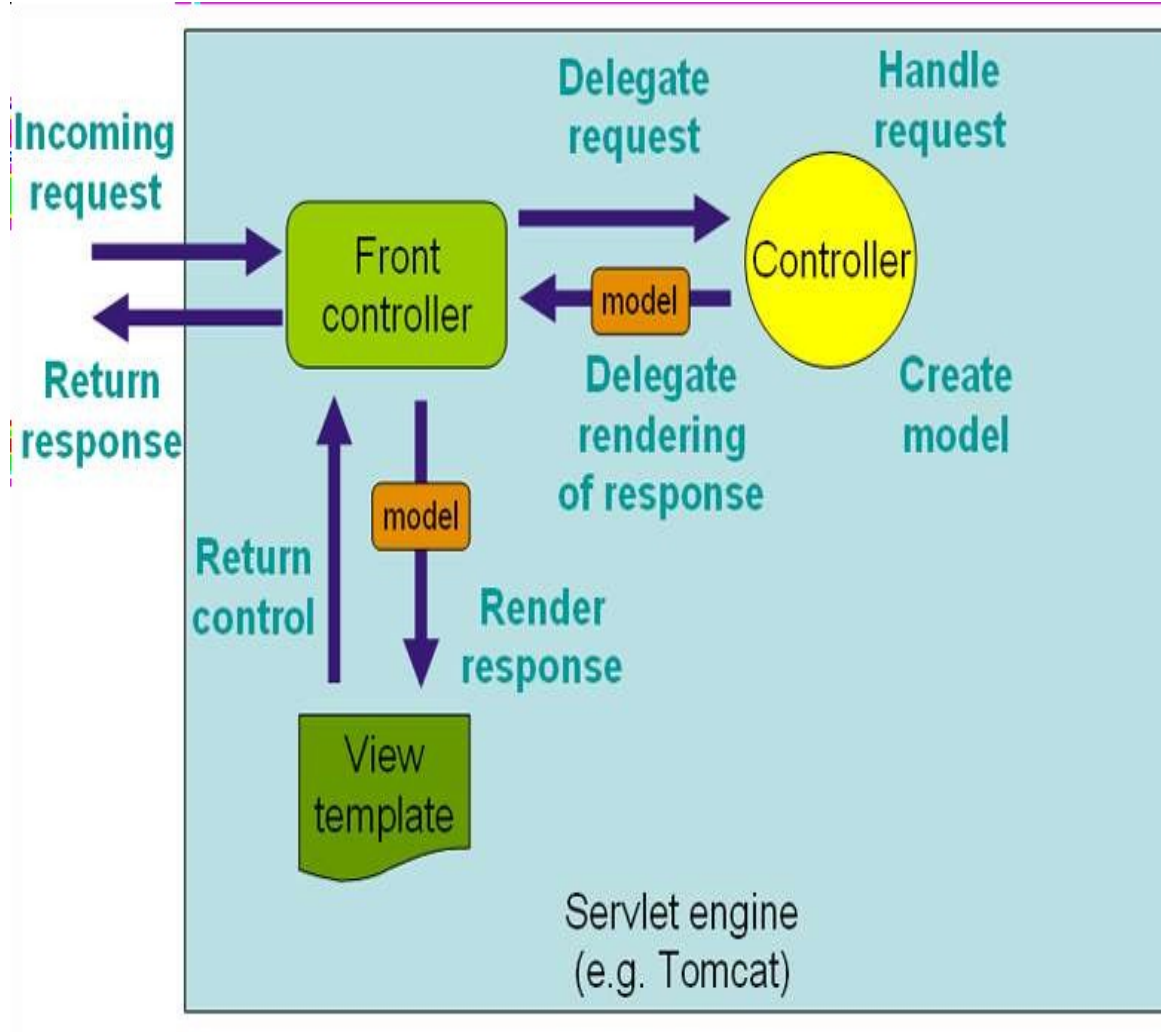 Incoming
request
Delegate
request
Handle
request
Front
controller
Controller
model
Return
response
Delegate
rendering
of response
Create
model
model
Return
control
Render
response
View
template
Servlet engine
(e.g. Tomcat)